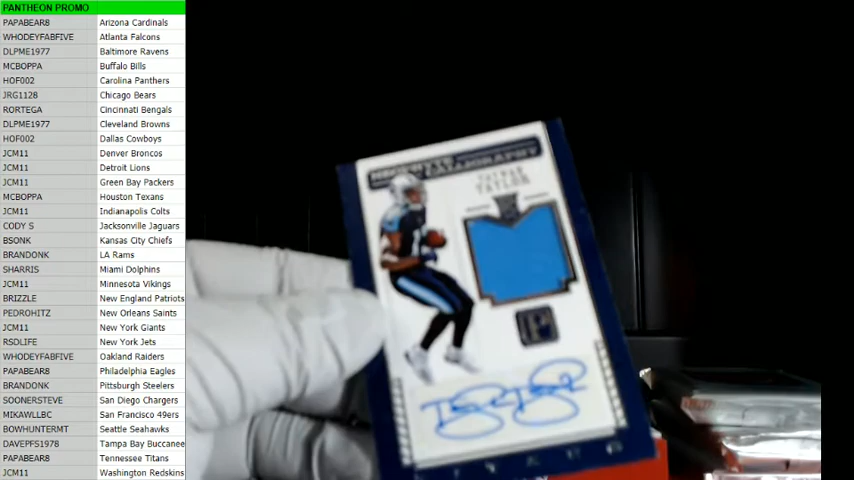 PANTHEON PROMO
PAPABEAR8 Arizona Cardinals
WHODEYFABFIVE Atlanta Falcons
DLPME1977 Baltimore Ravens
MCBOPPA Buffalo Bills
HOF002 Carolina Panthers
JRG1128 Chicago Bears
RORTEGA Cincinnati Bengals
DLPME1977 Cleveland Browns
HOF002 Dallas Cowboys
JCM11 Denver Broncos
JCM11 Detroit Lions
JCM11 Green Bay Packers
MCBOPPA Houston Texans
JCM11 Indianapolis Colts
CODY S Jacksonville Jaguars
BSONK Kansas City Chiefs
BRANDONK LA Rams
SHARRIS Miami Dolphins
JCM11 Minnesota Vikings
BRIZZLE New England Patriots
PEDROHITZ New Orleans Saints
JCM11 New York Giants
RSDLIFE New York Jets
WHODEYFABFIVE Oakland Raiders
PAPABEAR8 Philadelphia Eagles
BRANDONK Pittsburgh Steelers
SOONERSTEVE San Diego Chargers
MIKAWLLBC San Francisco 49ers
BOWHUNTERMT Seattle Seahawks
DAVEPFS1978 Tampa Bay Buccanee
PAPABEAR8 Tennessee Titans
JCM11 Washington Redskins
TAYLOR